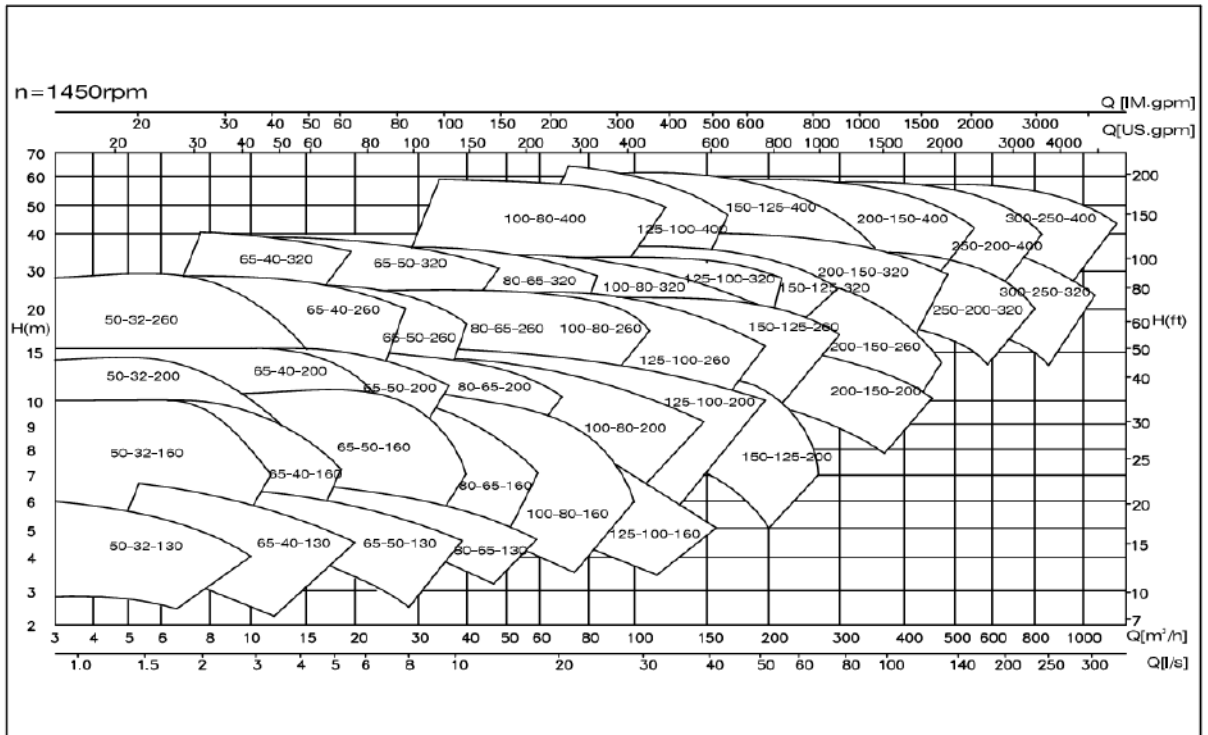 n=1450rpm
Q [IM.gpm]
20 30 40 50 60 80 100 200 300 400 500 600 800 1000 2000 3000
Q[US.gpm]
20 30 40 50 80 100 200 300 400 600 800 1000 1500 2000 3000 4000
70
60 200
50 150
40 100
30 80
20 60
H(m) H(ft)
15 50
40
10 30
9
8 25
7
6 20
5 15
4
3 10
2 7
100-80-400 125-100-400 150-125-400 200-150-400 250-200-400 300-250-400
65-40-320 65-50-320 80-65-320 100-80-320 125-100-320 150-125-320 200-150-320 250-200-320 300-250-320
50-32-260 65-40-260 65-50-260 80-65-260 100-80-260 125-100-260 150-125-260 200-150-260
50-32-200 65-40-200 65-50-200 80-65-200 100-80-200 125-100-200 150-125-200 200-150-200
50-32-160 65-40-160 65-50-160 80-65-160 100-80-160 125-100-160
50-32-130 65-40-130 65-50-130 80-65-130
3 4 5 6 8 10 15 20 30 40 50 60 80 100 150 200 300 400 500 600 800 1000 Q[m³/h]
1.0 1.5 2 3 4 5 6 8 10 20 30 40 50 60 80 100 140 200 250 300 Q[l/s]